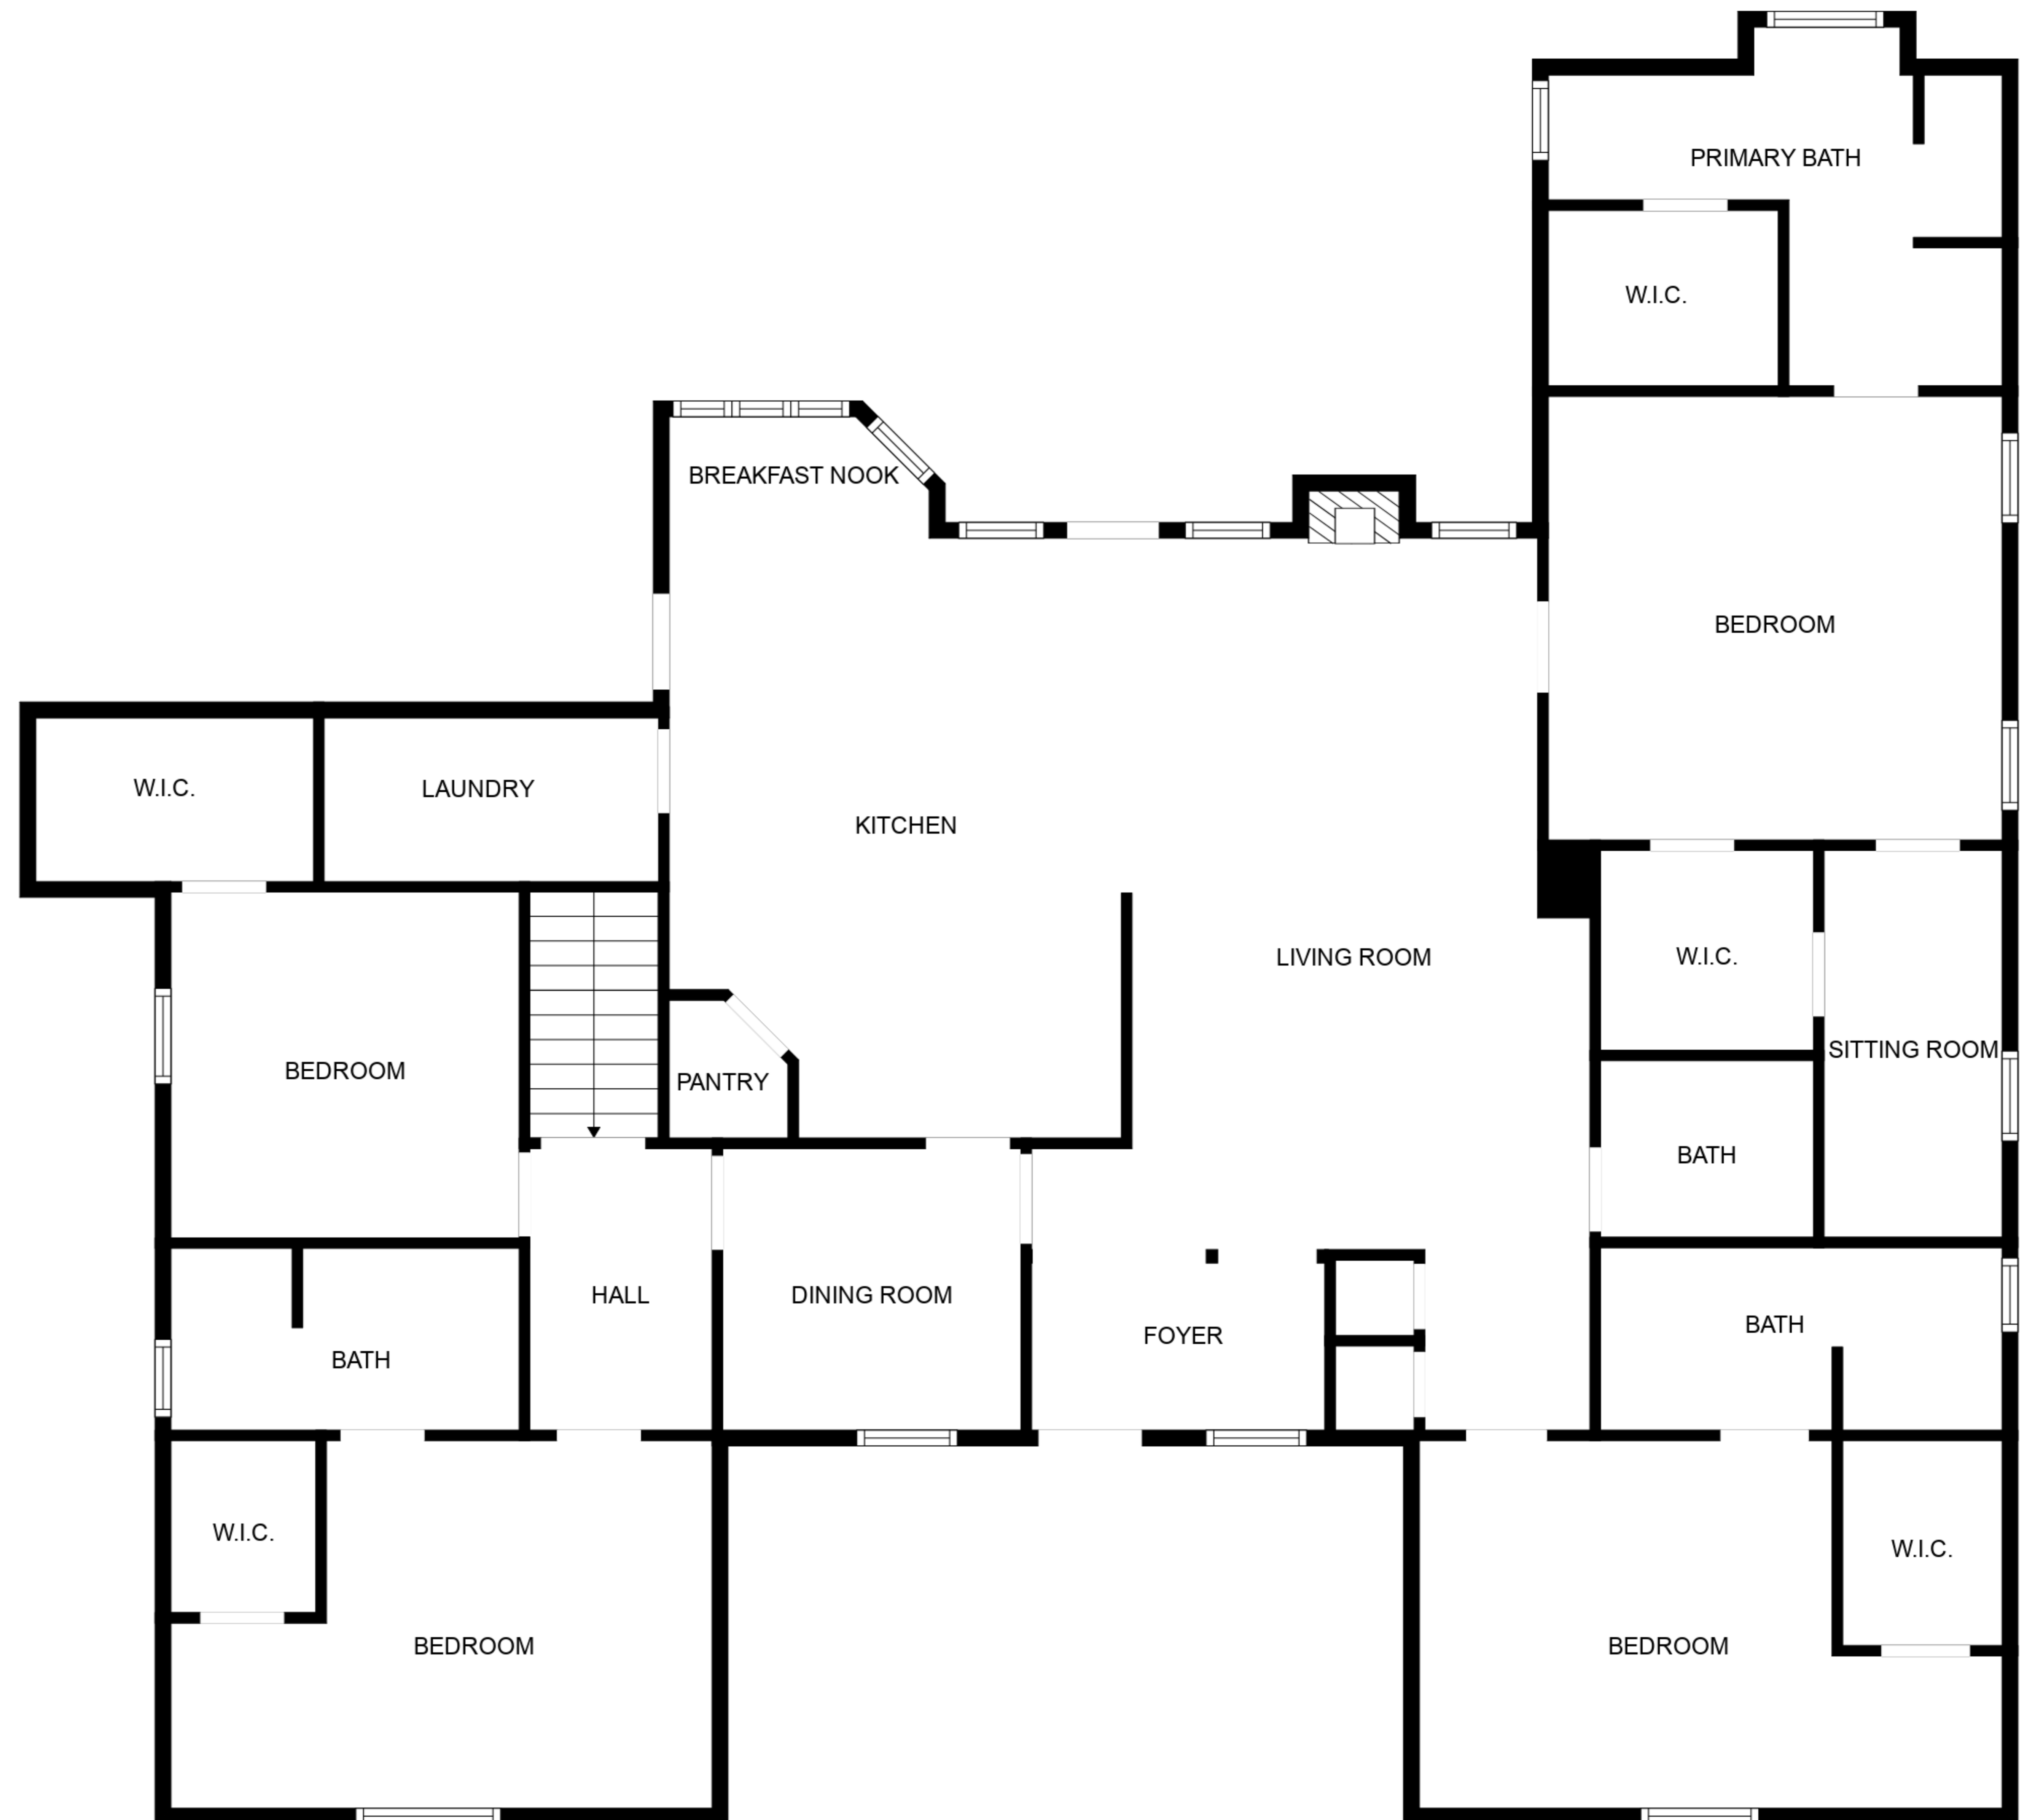 PRIMARY BATH
W.I.C.
BREAKFAST NOOK
BEDROOM
W.I.C.
LAUNDRY
KITCHEN
LIVING ROOM
W.I.C.
SITTING ROOM
BEDROOM
PANTRY
BATH
HALL
DINING ROOM
FOYER
BATH
BATH
W.I.C.
W.I.C.
BEDROOM
BEDROOM